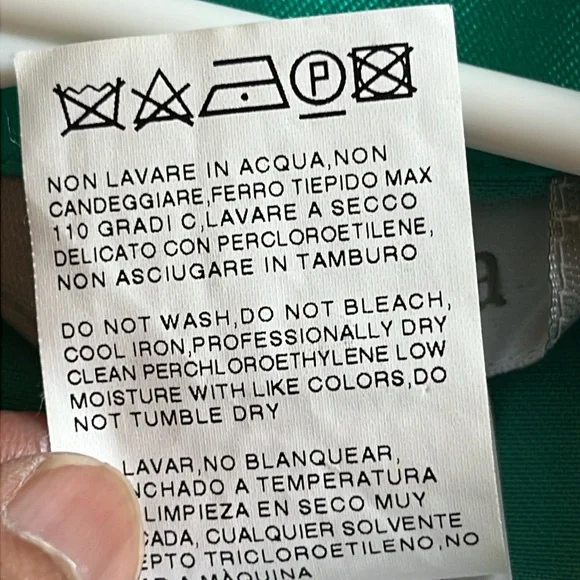 P
NON LAVARE IN ACQUA,NON
CANDEGGIARE,FERRO TIEPIDO MAX
110 GRADI C,LAVARE A SECCO
DELICATO CON PERCLOROETILENE,
NON ASCIUGARE IN TAMBURO
DO NOT WASH,DO NOT BLEACH,
COOL IRON,PROFESSIONALLY DRY
CLEAN PERCHLOROETHYLENE LOW
MOISTURE WITH LIKE COLORS,DO
NOT TUMBLE DRY
LAVAR,NO BLANQUEAR,
NCHADO A TEMPERATURA
LIMPIEZA EN SECO MUY
CADA, CUALQUIER SOLVENTE
EPTO TRICLOROETILENO,NO
MÁQUINA
a